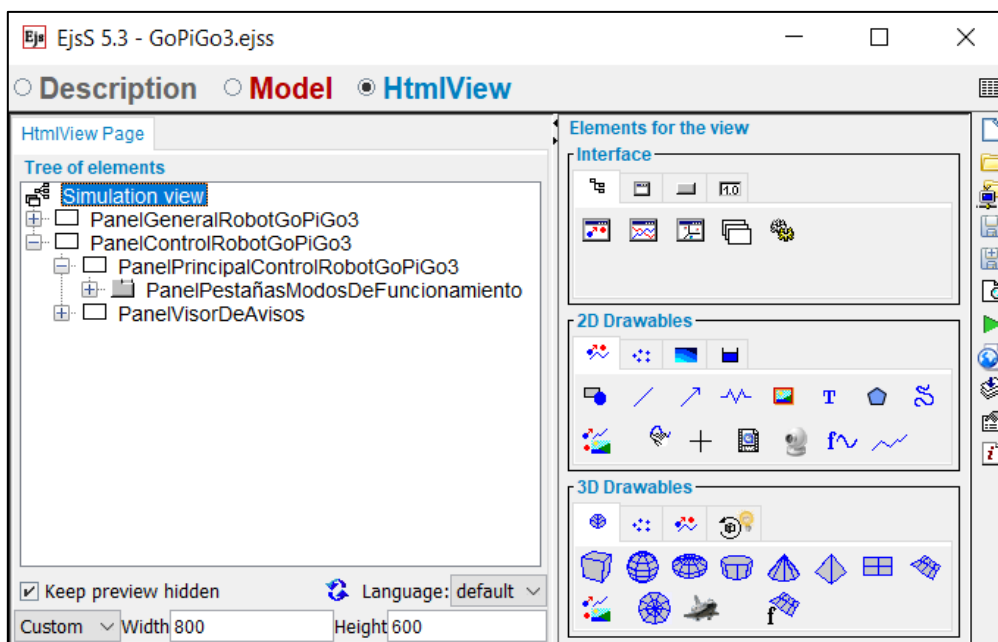 Ejs EjsS 5.3 - GoPiGo3.ejss
Description Model HtmlView
HtmlView Page
Tree of elements
Simulation view
PanelGeneralRobotGoPiGo3
PanelControlRobotGoPiGo3
PanelPrincipalControlRobotGoPiGo3
PanelPestañasModosDeFuncionamiento
PanelVisorDeAvisos
Keep preview hidden Language: default
Custom Width 800 Height 600
Elements for the view
Interface
1.0
2D Drawables
T
f
3D Drawables
f
i